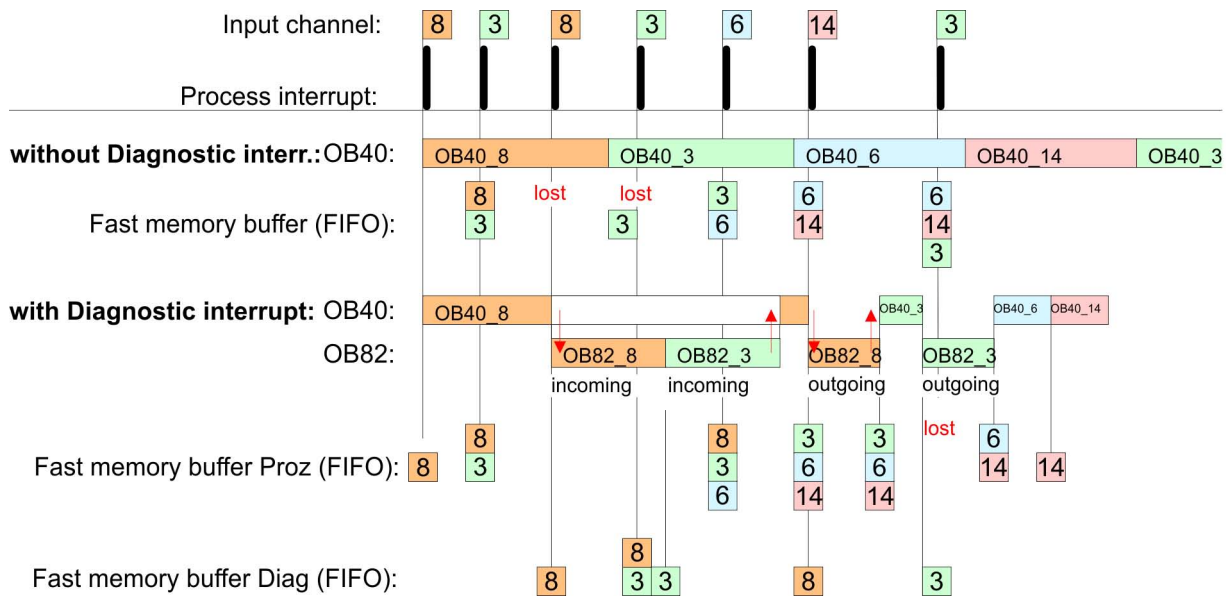 Input channel: 8 3 8 3 6 14 3
Process interrupt:
without Diagnostic interr.: OB40: OB40_8 OB40_3 OB40_6 OB40_14 OB40_3
8 lost lost 3 6 6
Fast memory buffer (FIFO): 3 3 6 14 14
3
with Diagnostic interrupt: OB40: OB40_8 OB40_3 OB40_6 OB40_14
OB82: OB82_8 OB82_3 OB82_8 OB82_3
incoming incoming outgoing outgoing
8 8 3 3 lost 6
Fast memory buffer Proz (FIFO): 8 3 3 6 6 14 14
6 14 14
8
Fast memory buffer Diag (FIFO): 8 3 3 8 3